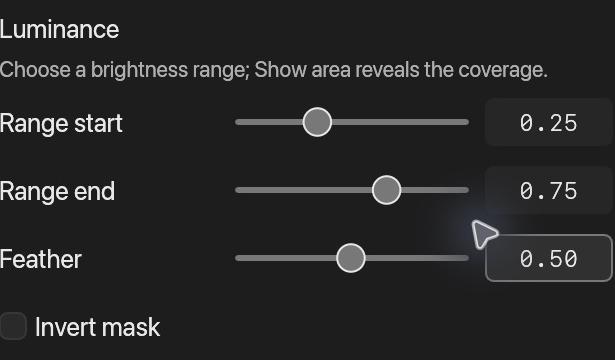 Luminance
Choose a brightness range; Show area reveals the coverage.
Range start 0.25
Range end 0.75
Feather 0.50
Invert mask